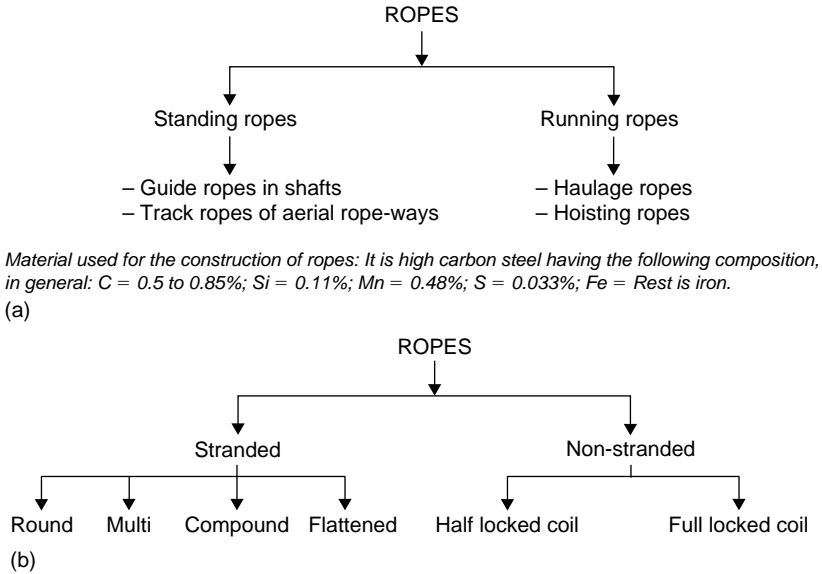 ROPES
Standing ropes Running ropes
– Guide ropes in shafts – Haulage ropes
– Track ropes of aerial rope-ways – Hoisting ropes
Material used for the construction of ropes: It is high carbon steel having the following composition,
in general: C = 0.5 to 0.85%; Si = 0.11%; Mn = 0.48%; S = 0.033%; Fe = Rest is iron.
(a)
ROPES
Stranded Non-stranded
Round Multi Compound Flattened Half locked coil Full locked coil
(b)